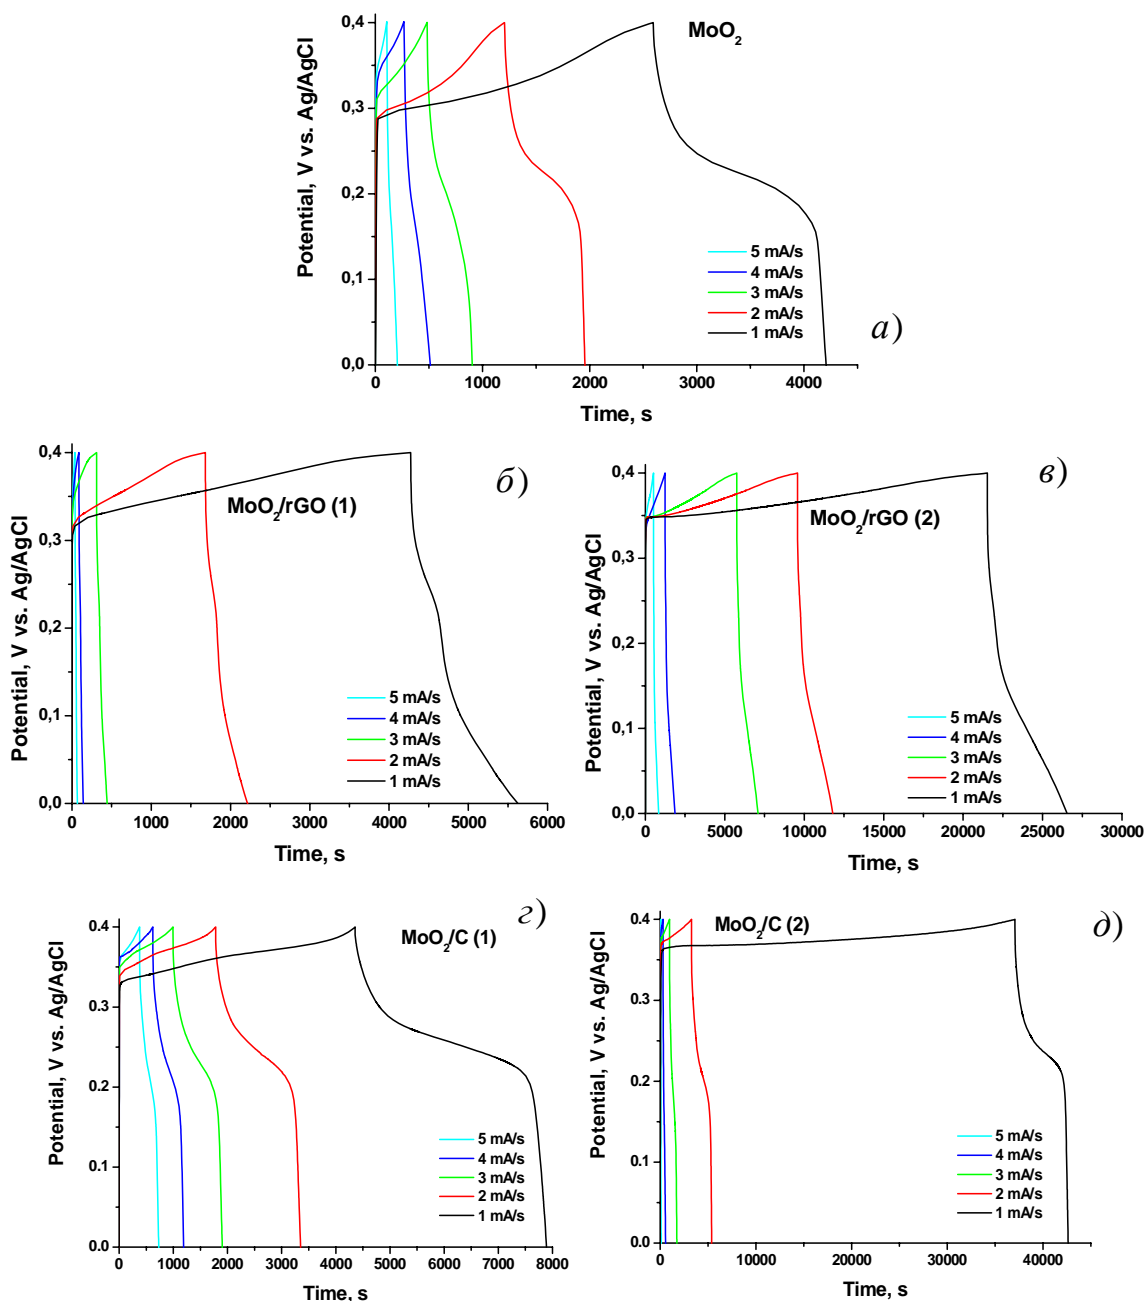 MoO2
0,4
0,3
0,2
0,1
0,0
Potential, V vs. Ag/AgCl
5 mA/s
4 mA/s
3 mA/s
2 mA/s
1 mA/s
а)
0 1000 2000 3000 4000
Time, s
0,4
0,3
0,2
0,1
0,0
Potential, V vs. Ag/AgCl
MoO2/rGO (1)
б)
5 mA/s
4 mA/s
3 mA/s
2 mA/s
1 mA/s
0 1000 2000 3000 4000 5000 6000
Time, s
0,4
0,3
0,2
0,1
0,0
Potential, V vs. Ag/AgCl
в)
MoO2/rGO (2)
5 mA/s
4 mA/s
3 mA/s
2 mA/s
1 mA/s
0 5000 10000 15000 20000 25000 30000
Time, s
0.4
0.3
0.2
0.1
0.0
Potential, V vs. Ag/AgCl
г)
MoO2/C (1)
5 mA/s
4 mA/s
3 mA/s
2 mA/s
1 mA/s
0 1000 2000 3000 4000 5000 6000 7000 8000
Time, s
0.4
0.3
0.2
0.1
0.0
Potential, V vs. Ag/AgCl
MoO2/C (2)
д)
5 mA/s
4 mA/s
3 mA/s
2 mA/s
1 mA/s
0 10000 20000 30000 40000
Time, s